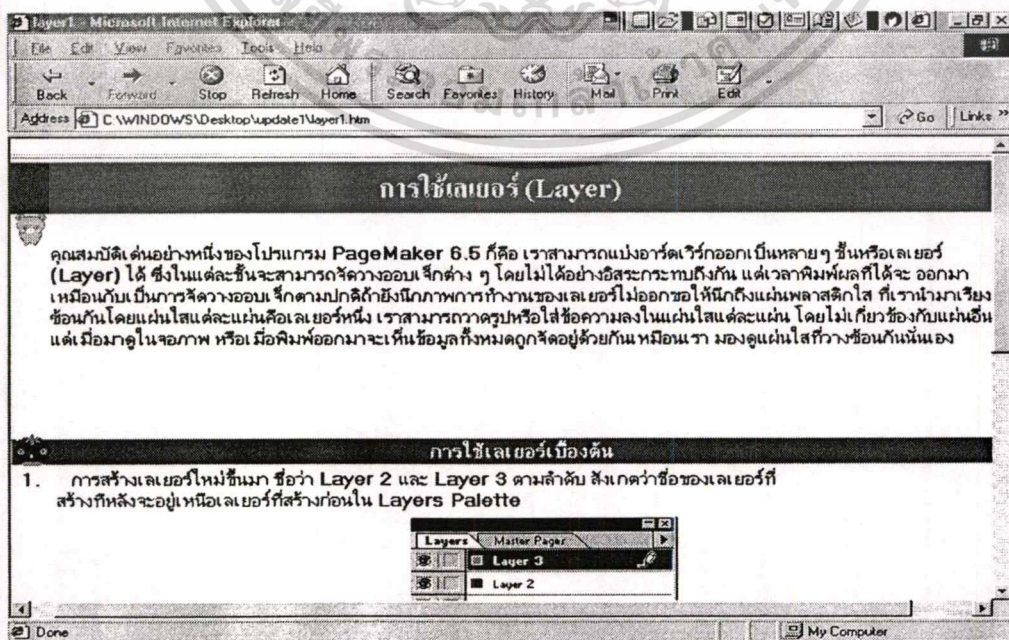 layer1 - Microsoft Internet Explorer
File Edit View Favorites Tools Help
Back Forward Stop Refresh Home Search Favorites History Mail Print Edit
Address C:\WINDOWS\Desktop\update1\layer1.htm Go Links »
การใช้เลเยอร์ (Layer)
คุณสมบัติเด่นอย่างหนึ่งของโปรแกรม PageMaker 6.5 ก็คือ เราสามารถแบ่งอาร์ตเวิร์กออกเป็นหลายๆ ชั้นหรือเลเยอร์
(Layer) ได้ ซึ่งในแต่ละชั้นจะสามารถจัดวางออบเจ็กต่าง ๆ โดยไม่ได้อย่างอิสระกระทบถึงกัน แต่เวลาพิมพ์ผลที่ได้จะ ออกมา
เหมือนกับเป็นการจัดวางออบเจ็กตามปกติถ้ายังนึกภาพการทำงานของเลเยอร์ไม่ออกขอให้นึกถึงแผ่นพลาสติกใส ที่เรานำมาเรียง
ซ้อนกันโดยแผ่นใสแต่ละแผ่นคือเลเยอร์หนึ่ง เราสามารถวาดรูปหรือใส่ข้อความลงในแผ่นใสแต่ละแผ่น โดยไม่เกี่ยวข้องกับแผ่นอื่น
แต่เมื่อมาดูในจอภาพ หรือเมื่อพิมพ์ออกมาจะเห็นข้อมูลทั้งหมดถูกจัดอยู่ด้วยกันเหมือนเรา มองดูแผ่นใสที่วางซ้อนกันนั่นเอง
การใช้เลเยอร์เบื้องต้น
1. การสร้างเลเยอร์ใหม่ขึ้นมา ชื่อว่า Layer 2 และ Layer 3 ตามลำดับ สังเกตว่าชื่อของเลเยอร์ที่
สร้างทีหลังจะอยู่เหนือเลเยอร์ที่สร้างก่อนใน Layers Palette
Layers Master Pages
Layer 3
Layer 2
Done My Computer